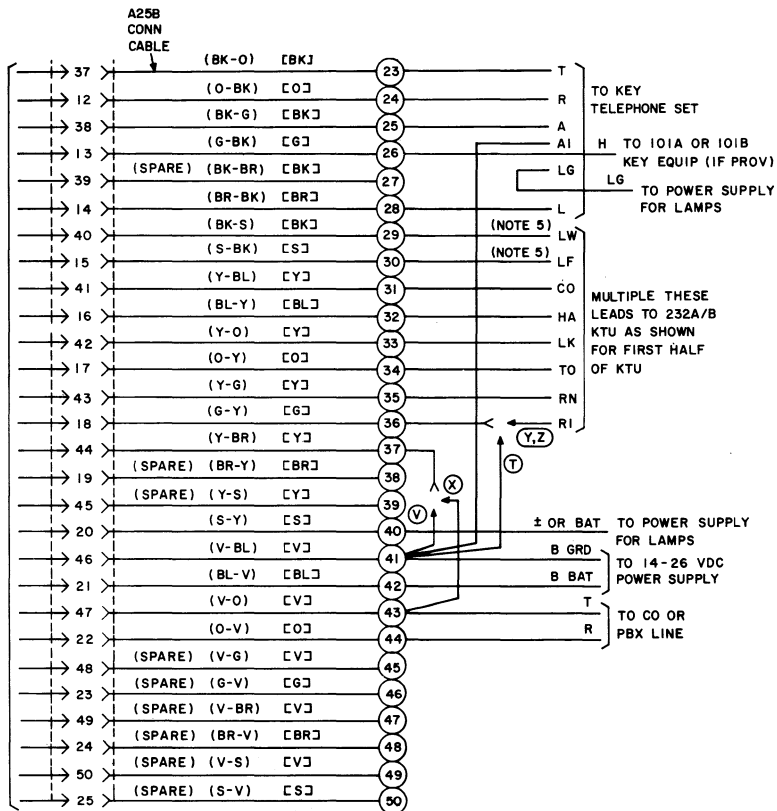 A25B
CONN
CABLE
37 (BK-O) [BK] 23 T
12 (O-BK) [O] 24 R
TO KEY
TELEPHONE SET
38 (BK-G) [BK] 25 A
13 (G-BK) [G] 26 A1 H TO 101A OR 101B
KEY EQUIP (IF PROV)
39 (SPARE) (BK-BR) [BK] 27 LG
LG
TO POWER SUPPLY
FOR LAMPS
14 (BR-BK) [BR] 28 L
40 (BK-S) [BK] 29 (NOTE 5) LW
15 (S-BK) [S] 30 (NOTE 5) LF
41 (Y-BL) [Y] 31 CO
16 (BL-Y) [BL] 32 HA
42 (Y-O) [Y] 33 LK
17 (O-Y) [O] 34 TO
43 (Y-G) [Y] 35 RN
18 (G-Y) [G] 36 RI
MULTIPLE THESE
LEADS TO 232A/B
KTU AS SHOWN
FOR FIRST HALF
OF KTU
Y,Z
T
44 (Y-BR) [Y] 37
19 (SPARE) (BR-Y) [BR] 38
X
45 (SPARE) (Y-S) [Y] 39
V
20 (S-Y) [S] 40 ± OR BAT TO POWER SUPPLY
FOR LAMPS
46 (V-BL) [V] 41 B GRD
21 (BL-V) [BL] 42 B BAT
TO 14-26 VDC
POWER SUPPLY
47 (V-O) [V] 43 T
22 (O-V) [O] 44 R
TO CO OR
PBX LINE
48 (SPARE) (V-G) [V] 45
23 (SPARE) (G-V) [G] 46
49 (SPARE) (V-BR) [V] 47
24 (SPARE) (BR-V) [BR] 48
50 (SPARE) (V-S) [V] 49
25 (SPARE) (S-V) [S] 50